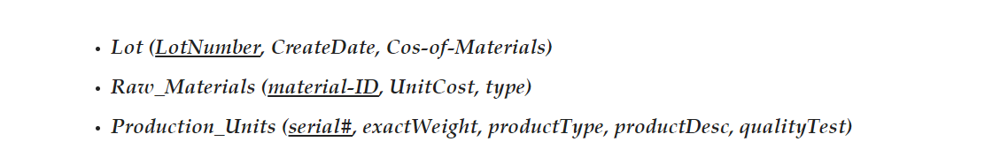 • Lot (LotNumber, CreateDate, Cos-of-Materials)
• Raw_Materials (material-ID, UnitCost, type)
• Production_Units (serial#, exactWeight, productType, productDesc, qualityTest)